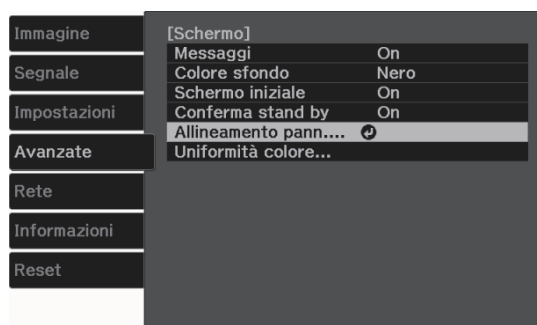 Immagine
Segnale
Impostazioni
Avanzate
Rete
Informazioni
Reset
[Schermo]
Messaggi On
Colore sfondo Nero
Schermo iniziale On
Conferma stand by On
Allineamento pann....
Uniformità colore...